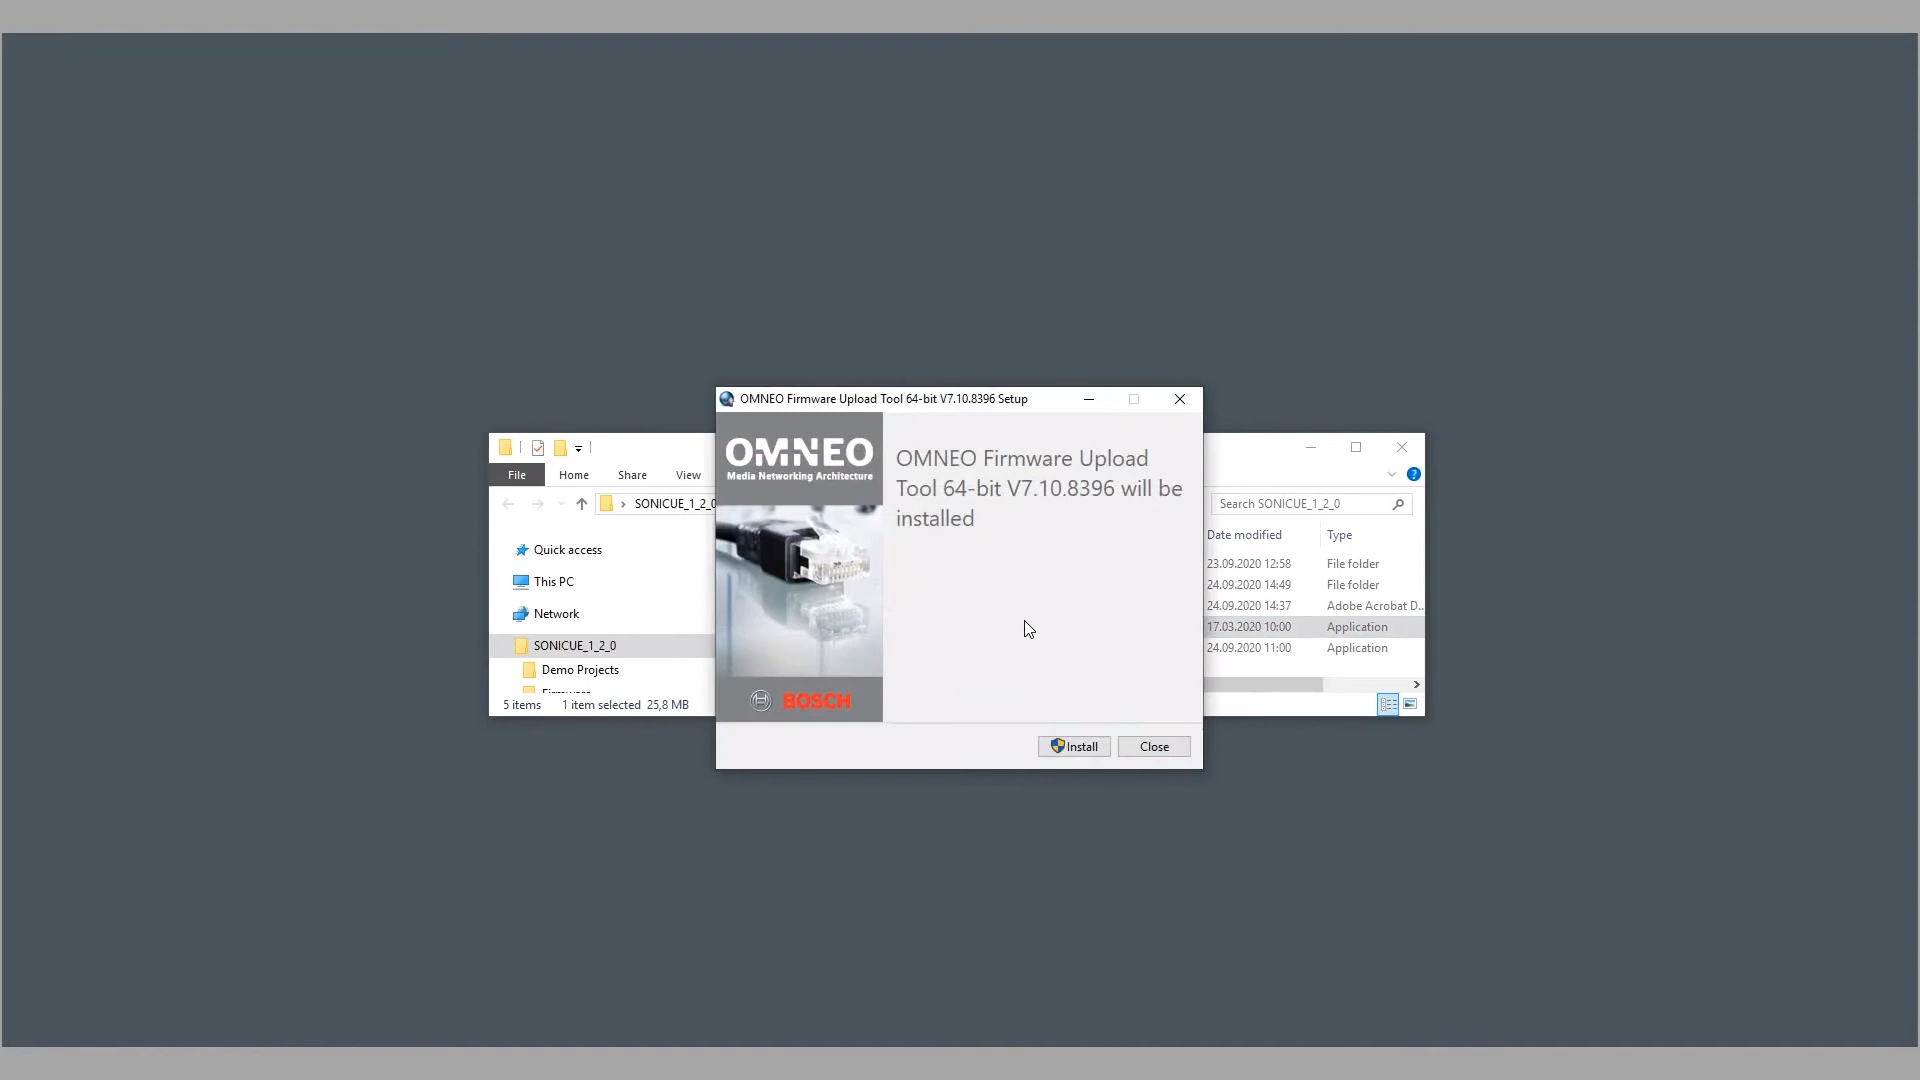 OMNEO Firmware Upload Tool 64-bit V7.10.8396 Setup
OMNEO
Media Networking Architecture
OMNEO Firmware Upload
Tool 64-bit V7.10.8396 will be
installed
BOSCH
Install
Close
File
Home
Share
View
SONICUE_1_2_0
Search SONICUE_1_2_0
Quick access
This PC
Network
SONICUE_1_2_0
Demo Projects
Firmware
5 items
1 item selected 25,8 MB
Date modified
Type
23.09.2020 12:58
File folder
24.09.2020 14:49
File folder
24.09.2020 14:37
Adobe Acrobat D...
17.03.2020 10:00
Application
24.09.2020 11:00
Application